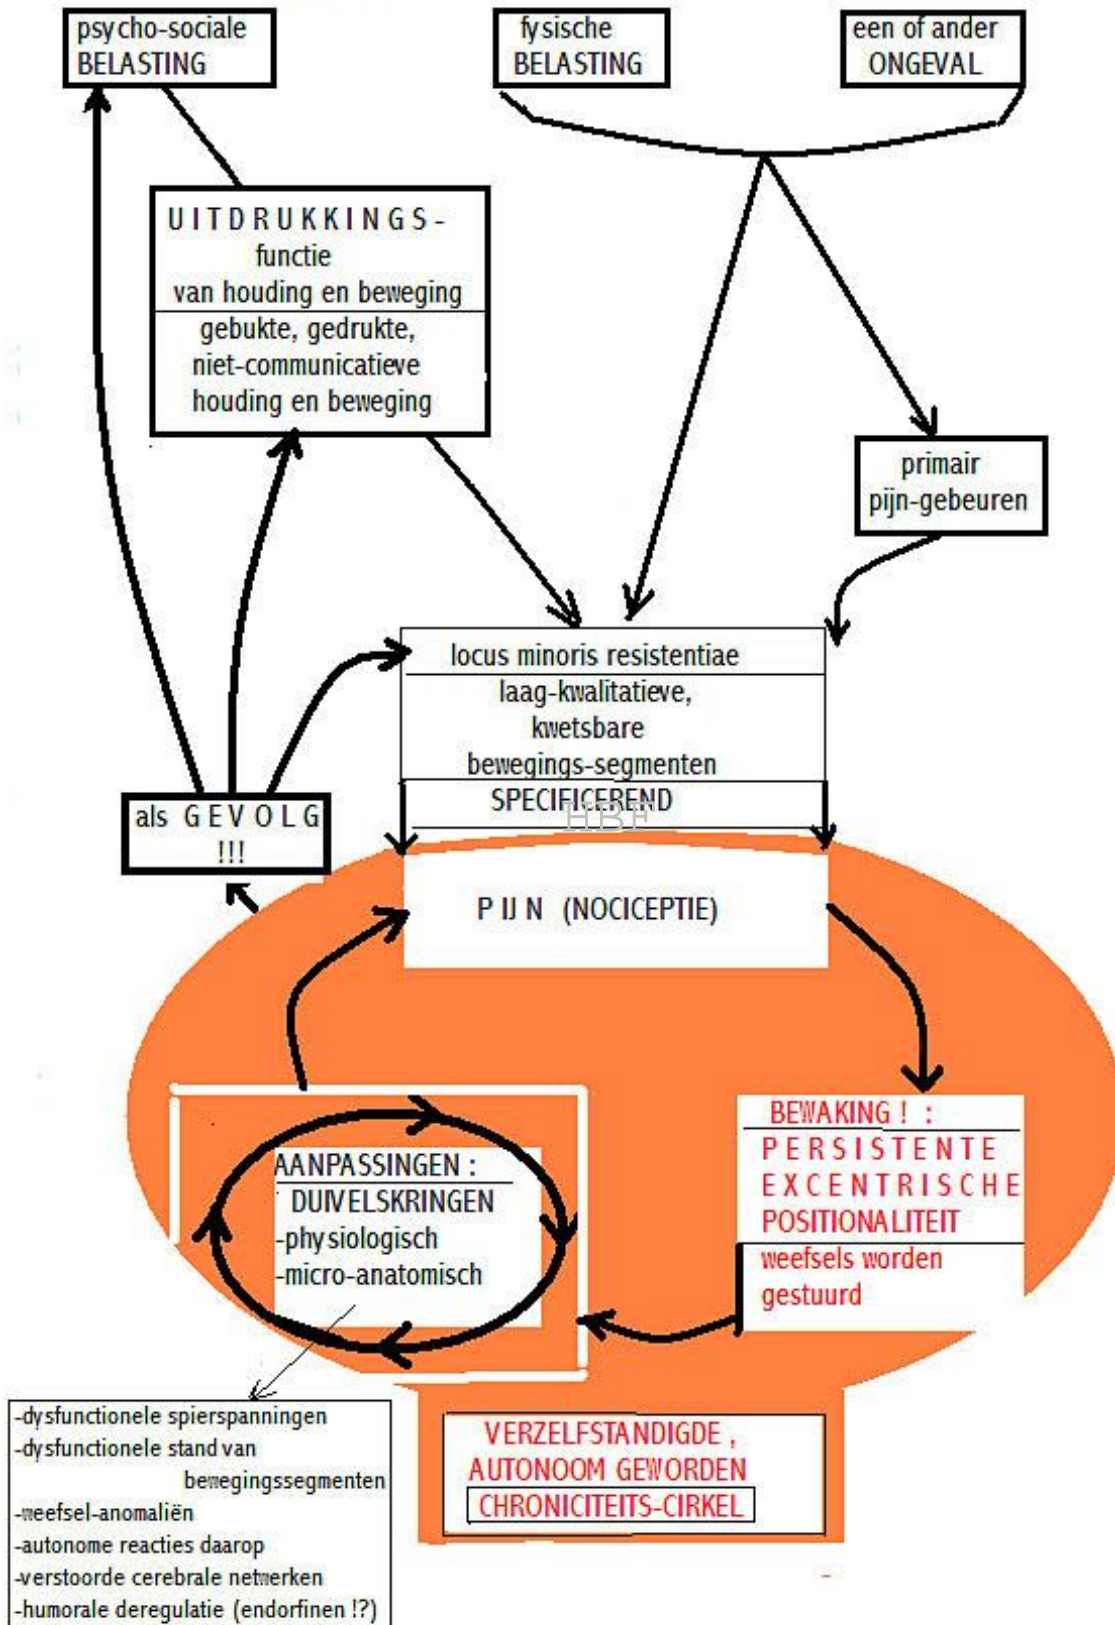 psycho-sociale
BELASTING
fysische
BELASTING
een of ander
ONGEVAL
UITDRUKKINGS-
functie
van houding en beweging
gebukte, gedrukte,
niet-communicatieve
houding en beweging
primair
pijn-gebeuren
locus minoris resistentiae
laag-kwalitatieve,
kwetsbare
bewegings-segmenten
SPECIFICEREND
HBF
als GEVOLG
!!!
PIJN (NOCICEPTIE)
BEWAKING ! :
PERSISTENTE
EXCENTRISCHE
POSITIONALITEIT
weefsels worden
gestuurd
AANPASSINGEN :
DUIVELSKRINGEN
-physiologisch
-micro-anatomisch
-dysfunctionele spierspanningen
-dysfunctionele stand van
bewegingssegmenten
-weefsel-anomaliën
-autonome reacties daarop
-verstoorde cerebrale netwerken
-humorale deregulatie (endorfinen !?)
VERZELFSTANDIGDE ,
AUTONOOM GEWORDEN
CHRONICITEITS-CIRKEL